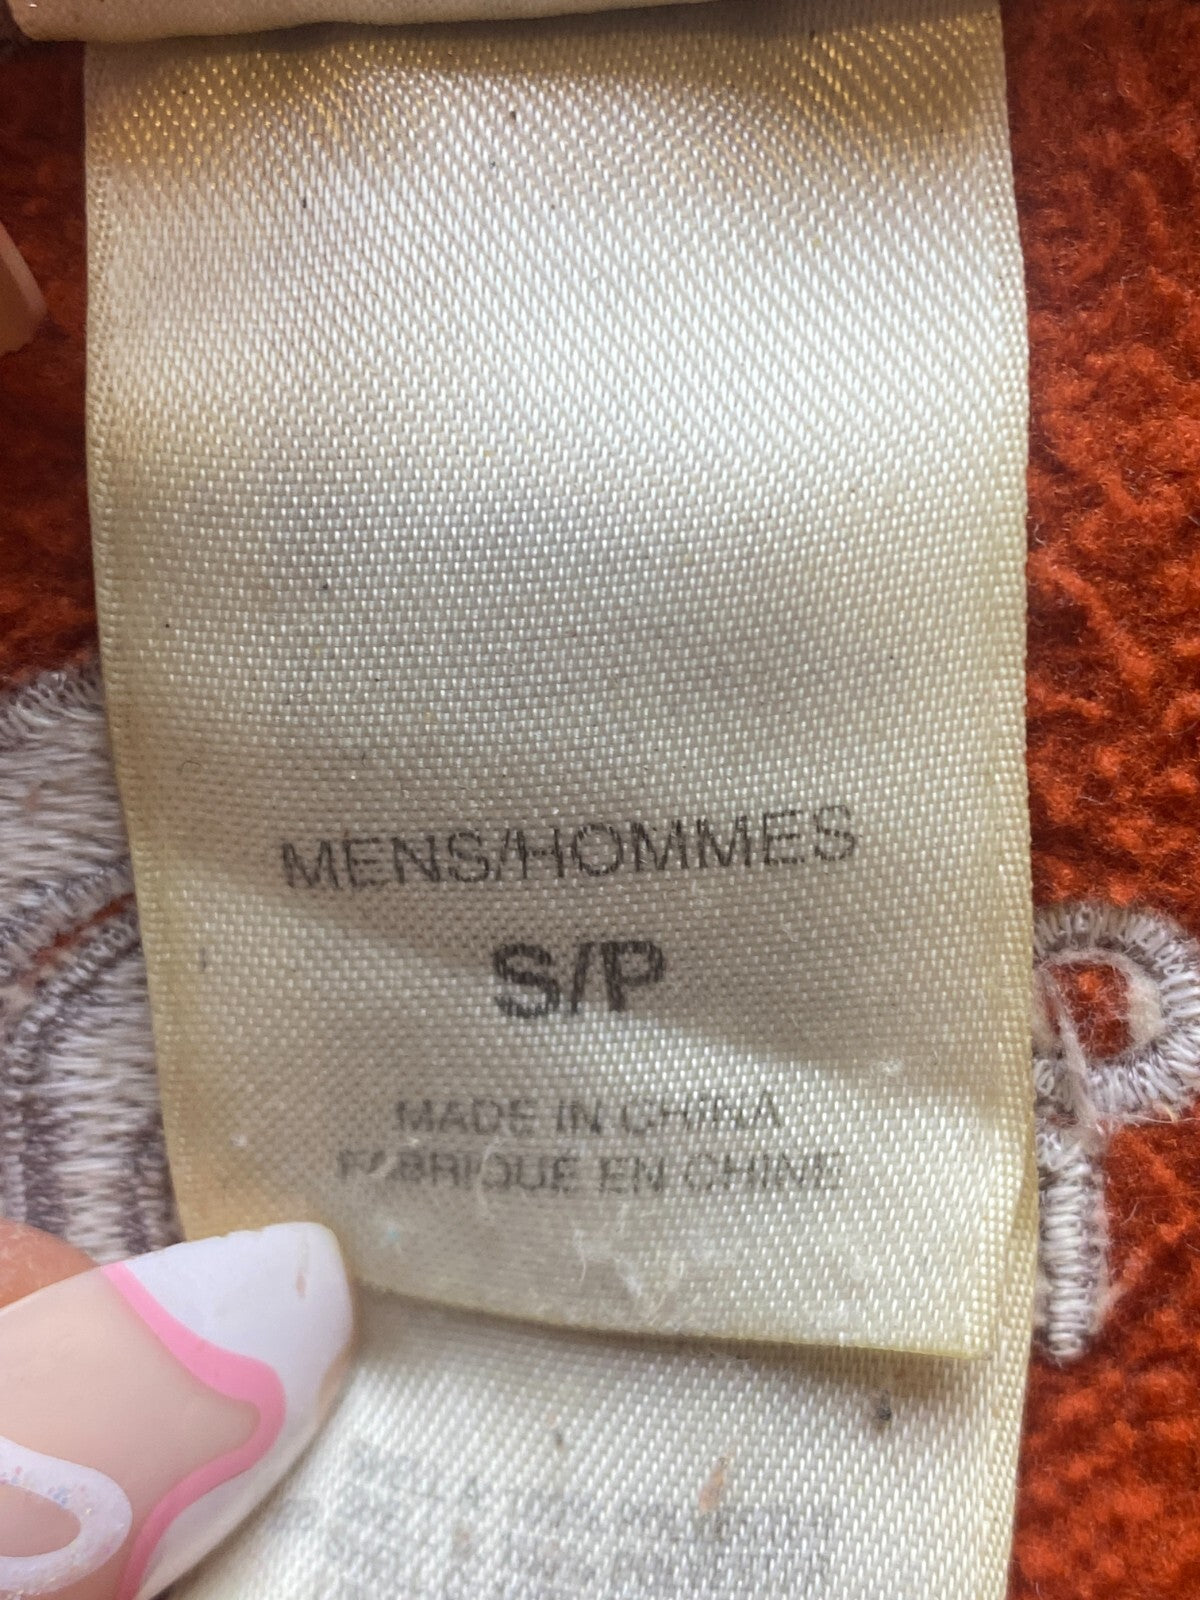 MENS/HOMMES
S/P
MADE IN CHINA
FABRIQUE EN CHINE